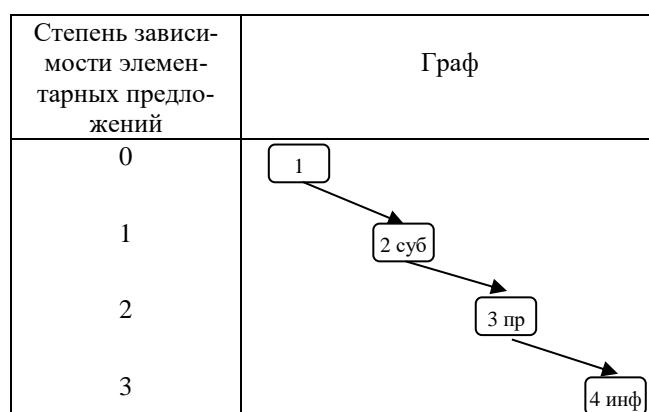 Степень зависи-
мости элемен-
тарных предло-
жений
Граф
0
1
1
2 суб
2
3 пр
3
4 инф